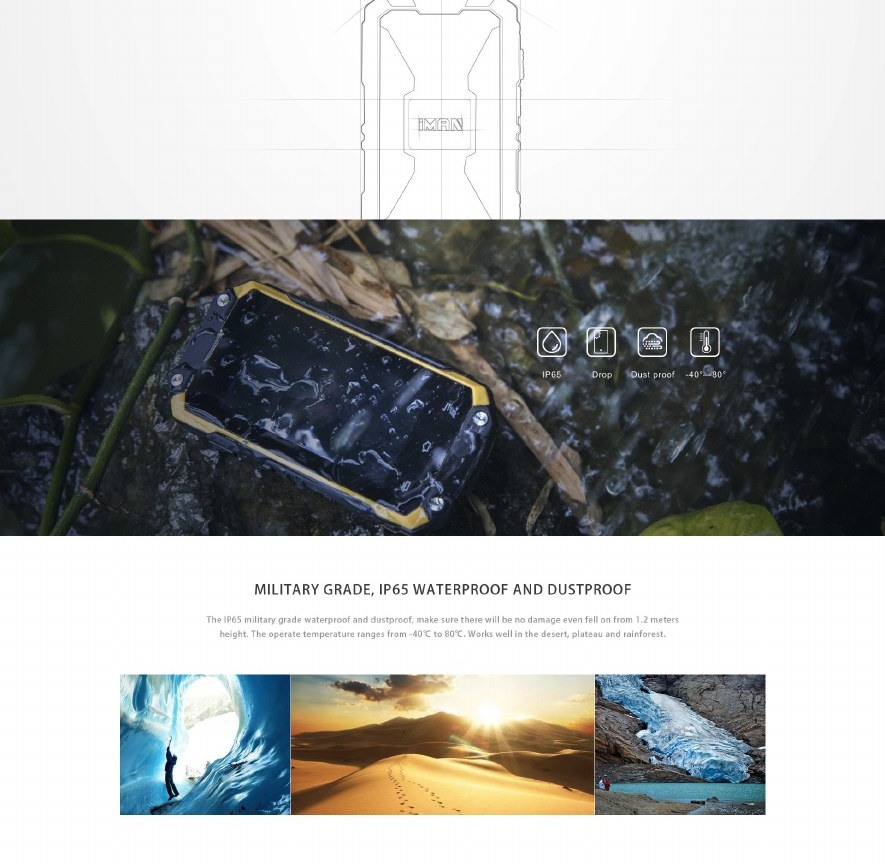 iMAN
IP65
Drop
Dust proof
-40°—80°
MILITARY GRADE, IP65 WATERPROOF AND DUSTPROOF
The IP65 military grade waterproof and dustproof, make sure there will be no damage even fell on from 1.2 meters
height. The operate temperature ranges from -40℃ to 80℃. Works well in the desert, plateau and rainforest.